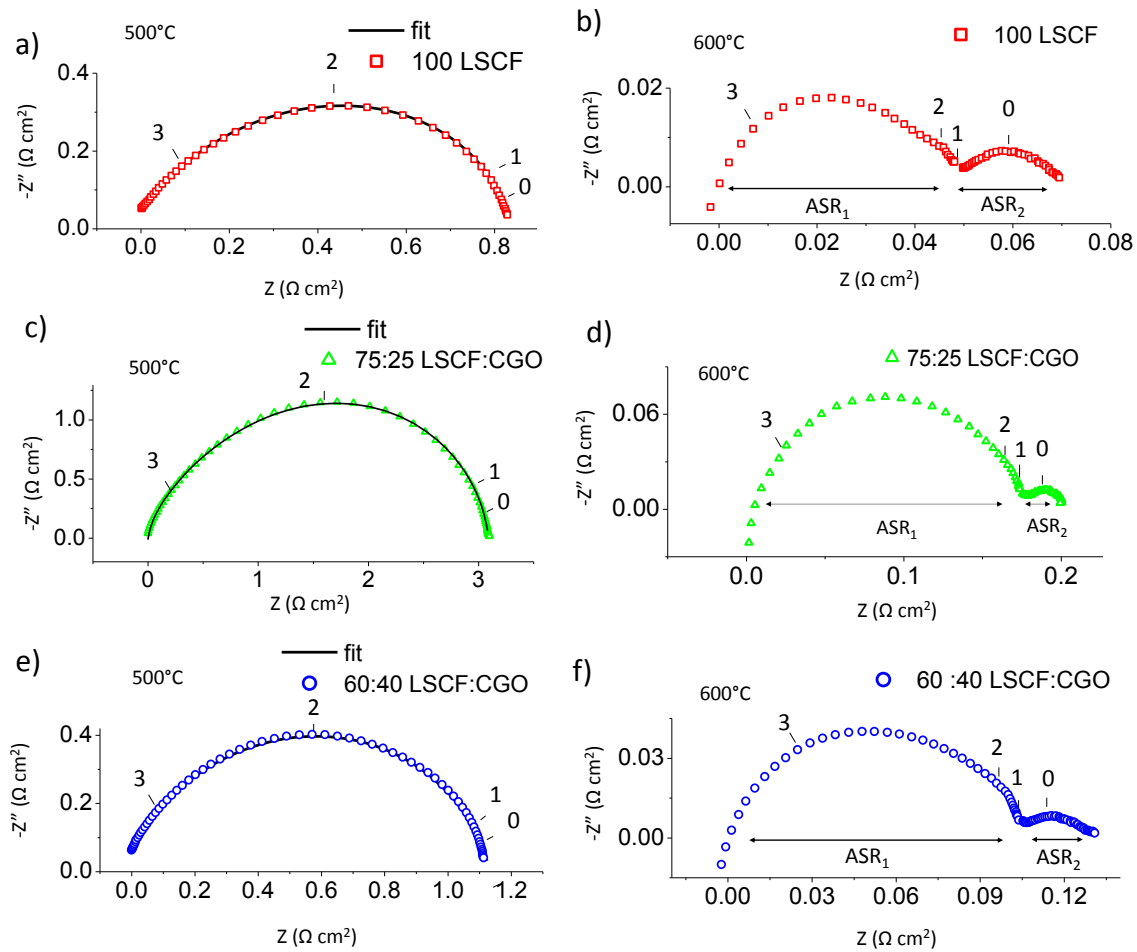 a)
500°C
fit
100 LSCF
2
3
1
0
0.4
0.2
0.0
-Z″ (Ω cm²)
0.0 0.2 0.4 0.6 0.8
Z (Ω cm²)
b)
600°C
100 LSCF
3
2
1
0
0.02
0.00
-Z″ (Ω cm²)
ASR₁
ASR₂
0.00 0.02 0.04 0.06 0.08
Z (Ω cm²)
c)
500°C
fit
75:25 LSCF:CGO
2
3
1
0
1.0
0.5
0.0
-Z″ (Ω cm²)
0 1 2 3
Z (Ω cm²)
d)
600°C
75:25 LSCF:CGO
3
2
1
0
0.06
0.00
-Z″ (Ω cm²)
ASR₁
ASR₂
0.0 0.1 0.2
Z (Ω cm²)
e)
500°C
fit
60:40 LSCF:CGO
2
3
1
0
0.4
0.2
0.0
-Z″ (Ω cm²)
0.0 0.2 0.4 0.6 0.8 1.0 1.2
Z (Ω cm²)
f)
600°C
60 :40 LSCF:CGO
3
2
1
0
0.03
0.00
-Z″ (Ω cm²)
ASR₁
ASR₂
0.00 0.03 0.06 0.09 0.12
Z (Ω cm²)